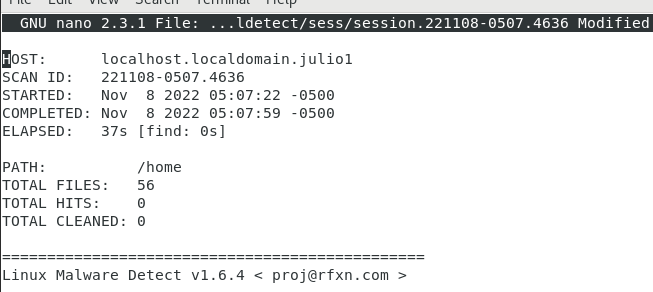 File Edit View Search Terminal Help
GNU nano 2.3.1 File: ...ldetect/sess/session.221108-0507.4636 Modified
HOST: localhost.localdomain.julio1
SCAN ID: 221108-0507.4636
STARTED: Nov 8 2022 05:07:22 -0500
COMPLETED: Nov 8 2022 05:07:59 -0500
ELAPSED: 37s [find: 0s]
PATH: /home
TOTAL FILES: 56
TOTAL HITS: 0
TOTAL CLEANED: 0
===============================================
Linux Malware Detect v1.6.4 < proj@rfxn.com >